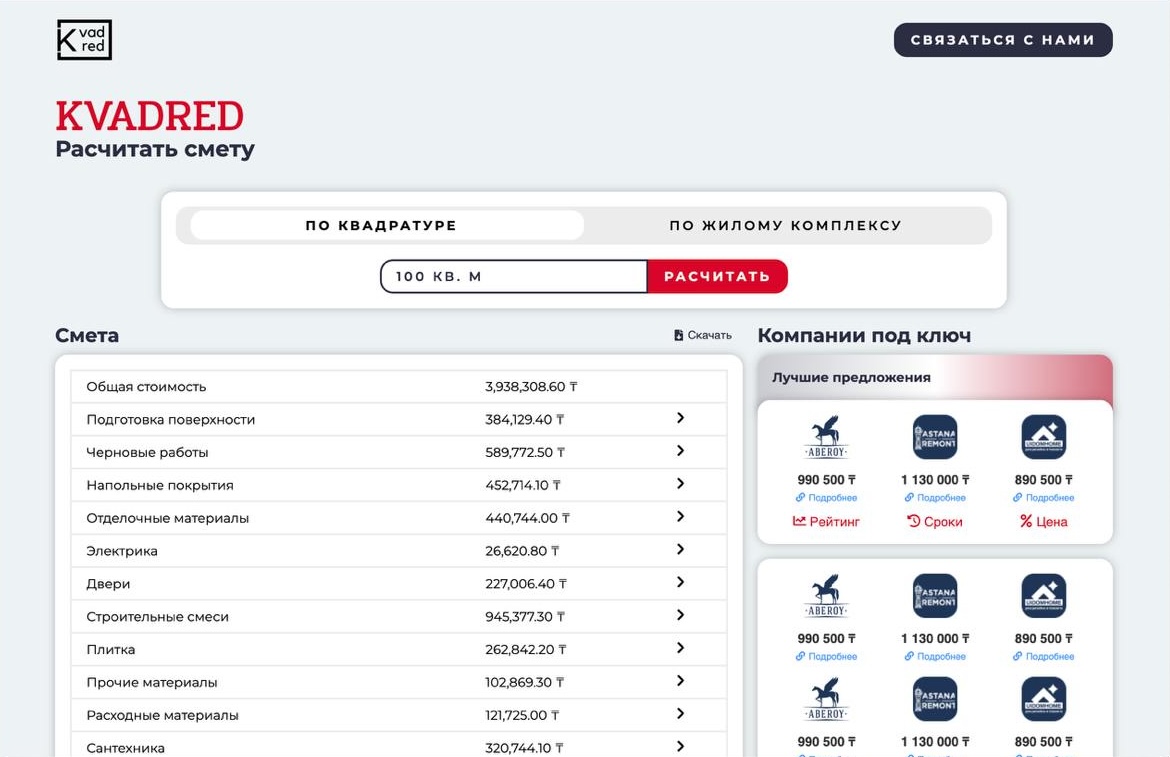 Kvad
red
СВЯЗАТЬСЯ С НАМИ
KVADRED
Расчитать смету
ПО КВАДРАТУРЕ
ПО ЖИЛОМУ КОМПЛЕКСУ
100 КВ. М
РАСЧИТАТЬ
Смета
Скачать
Общая стоимость 3,938,308.60 ₸
Подготовка поверхности 384,129.40 ₸
Черновые работы 589,772.50 ₸
Напольные покрытия 452,714.10 ₸
Отделочные материалы 440,744.00 ₸
Электрика 26,620.80 ₸
Двери 227,006.40 ₸
Строительные смеси 945,377.30 ₸
Плитка 262,842.20 ₸
Прочие материалы 102,869.30 ₸
Расходные материалы 121,725.00 ₸
Сантехника 320,744.10 ₸
Компании под ключ
Лучшие предложения
ABEROY
ASTANA
REMONT
990 500 ₸ 1 130 000 ₸ 890 500 ₸
Подробнее Подробнее Подробнее
Рейтинг Сроки Цена
ABEROY
ASTANA
REMONT
990 500 ₸ 1 130 000 ₸ 890 500 ₸
Подробнее Подробнее Подробнее
ABEROY
ASTANA
REMONT
990 500 ₸ 1 130 000 ₸ 890 500 ₸